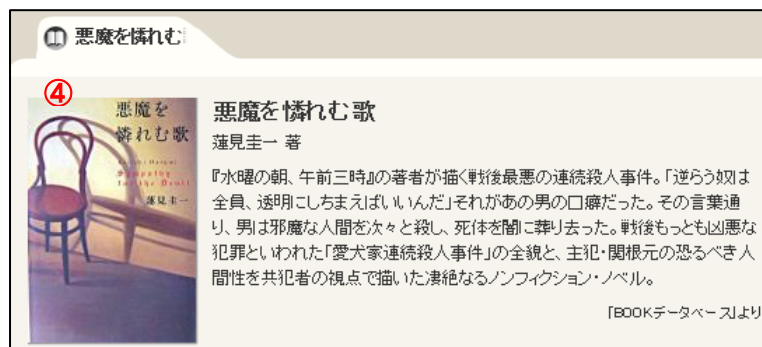 悪魔を憐れむ
④
悪魔を
憐れむ歌
Keiichi Hasumi
Sympathy
for the Devil
蓮見圭一
悪魔を憐れむ歌
蓮見圭一 著
『水曜の朝、午前三時』の著者が描く戦後最悪の連続殺人事件。「逆らう奴は
全員、透明にしちまえばいいんだ」それがあの男の口癖だった。その言葉通
り、男は邪魔な人間を次々と殺し、死体を闇に葬り去った。戦後もっとも凶悪な
犯罪といわれた「愛犬家連続殺人事件」の全貌と、主犯・関根元の恐るべき人
間性を共犯者の視点で描いた凄絶なるノンフィクション・ノベル。
「BOOKデータベース」より